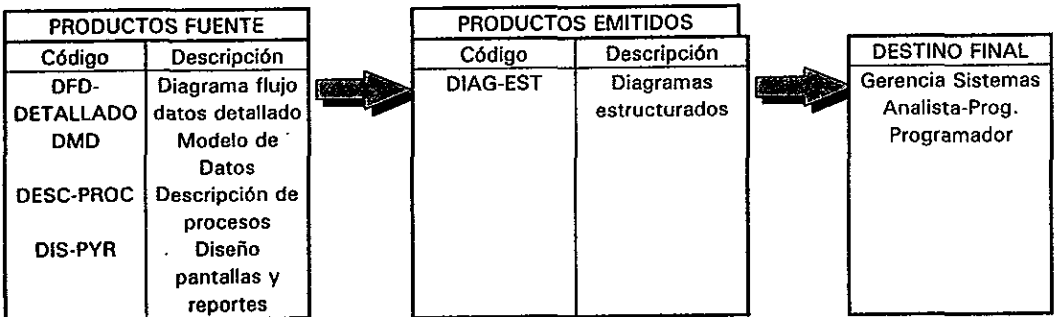 PRODUCTOS FUENTE
Código Descripción
DFD- Diagrama flujo
DETALLADO datos detallado
DMD Modelo de
Datos
DESC-PROC Descripción de
procesos
DIS-PYR Diseño
pantallas y
reportes
PRODUCTOS EMITIDOS
Código Descripción
DIAG-EST Diagramas
estructurados
DESTINO FINAL
Gerencia Sistemas
Analista-Prog.
Programador